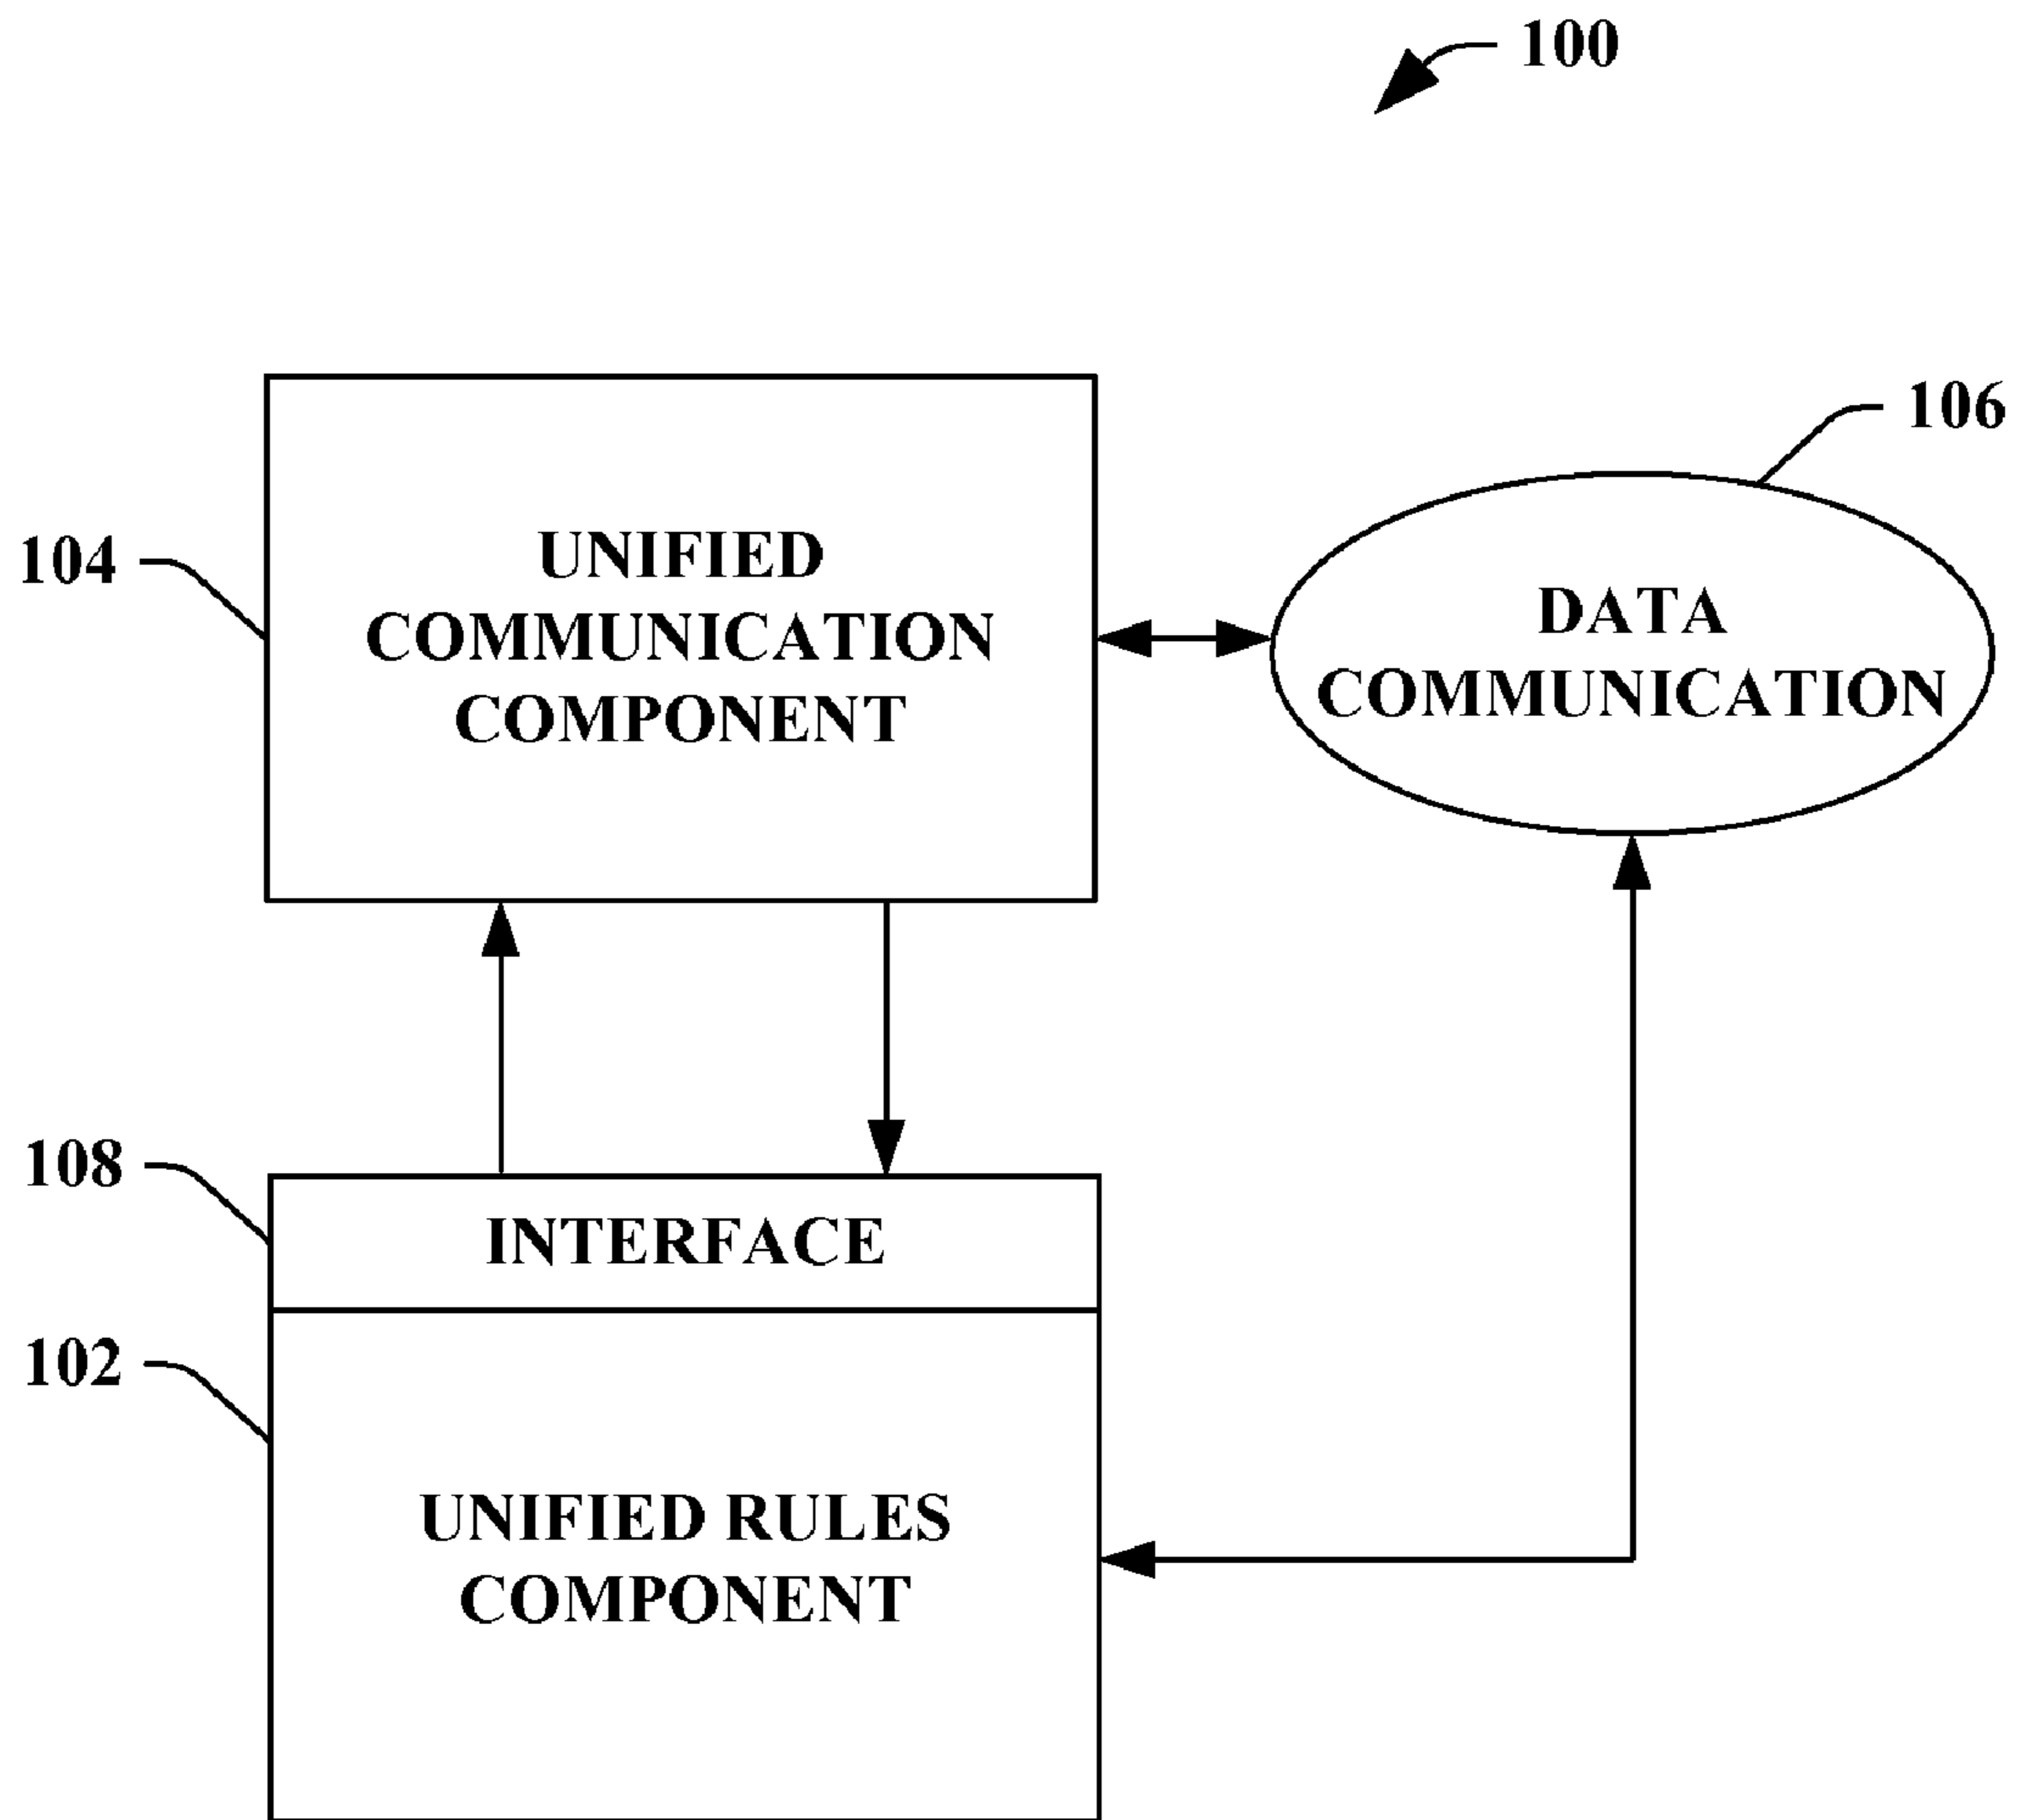 100
106
104
UNIFIED
COMMUNICATION
COMPONENT
DATA
COMMUNICATION
108
INTERFACE
102
UNIFIED RULES
COMPONENT